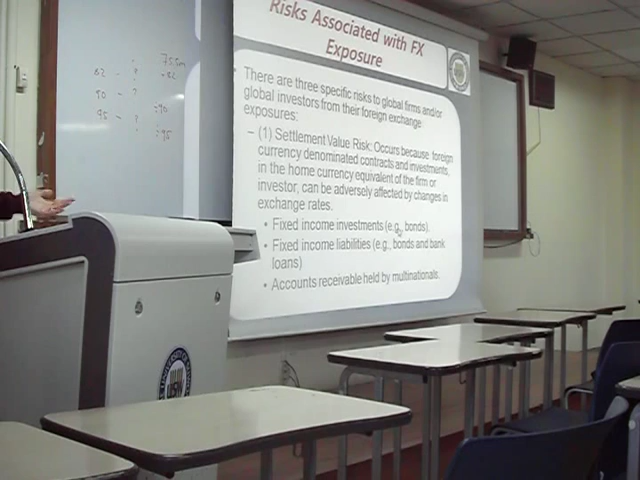 Risks Associated with FX
Exposure
There are three specific risks to global firms and/or
global investors from their foreign exchange
exposures:
– (1) Settlement Value Risk: Occurs because foreign
currency denominated contracts and investments,
in the home currency equivalent of the firm or
investor, can be adversely affected by changes in
exchange rates.
• Fixed income investments (e.g., bonds).
• Fixed income liabilities (e.g., bonds and bank
loans)
• Accounts receivable held by multinationals.
82 - ?
90 - ?
95 - ?